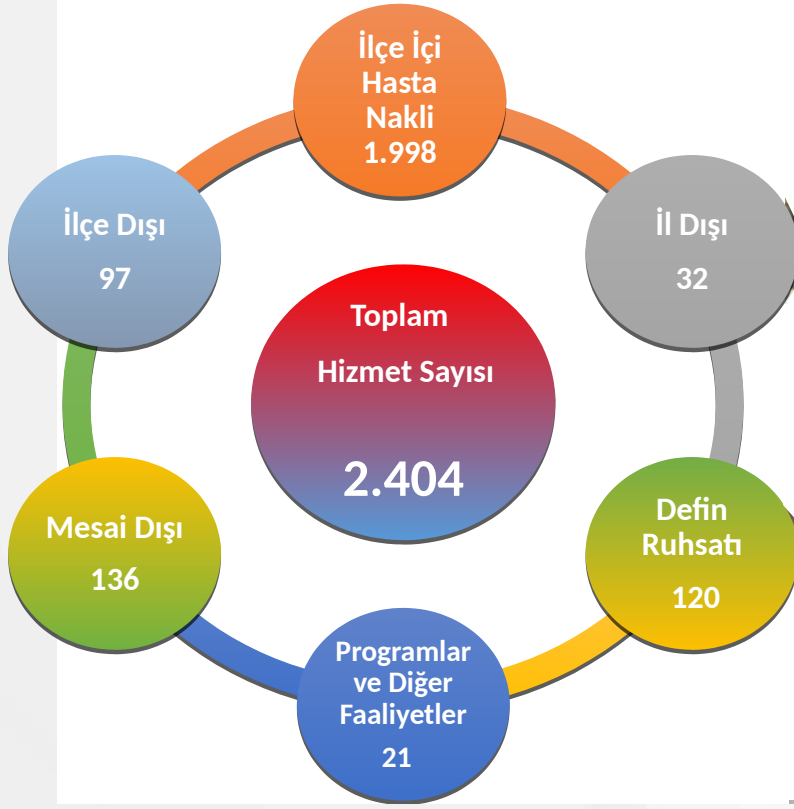 İlçe İçi
Hasta
Nakli
1.998
İlçe Dışı
97
İl Dışı
32
Toplam
Hizmet Sayısı
2.404
Mesai Dışı
136
Defin
Ruhsatı
120
Programlar
ve Diğer
Faaliyetler
21